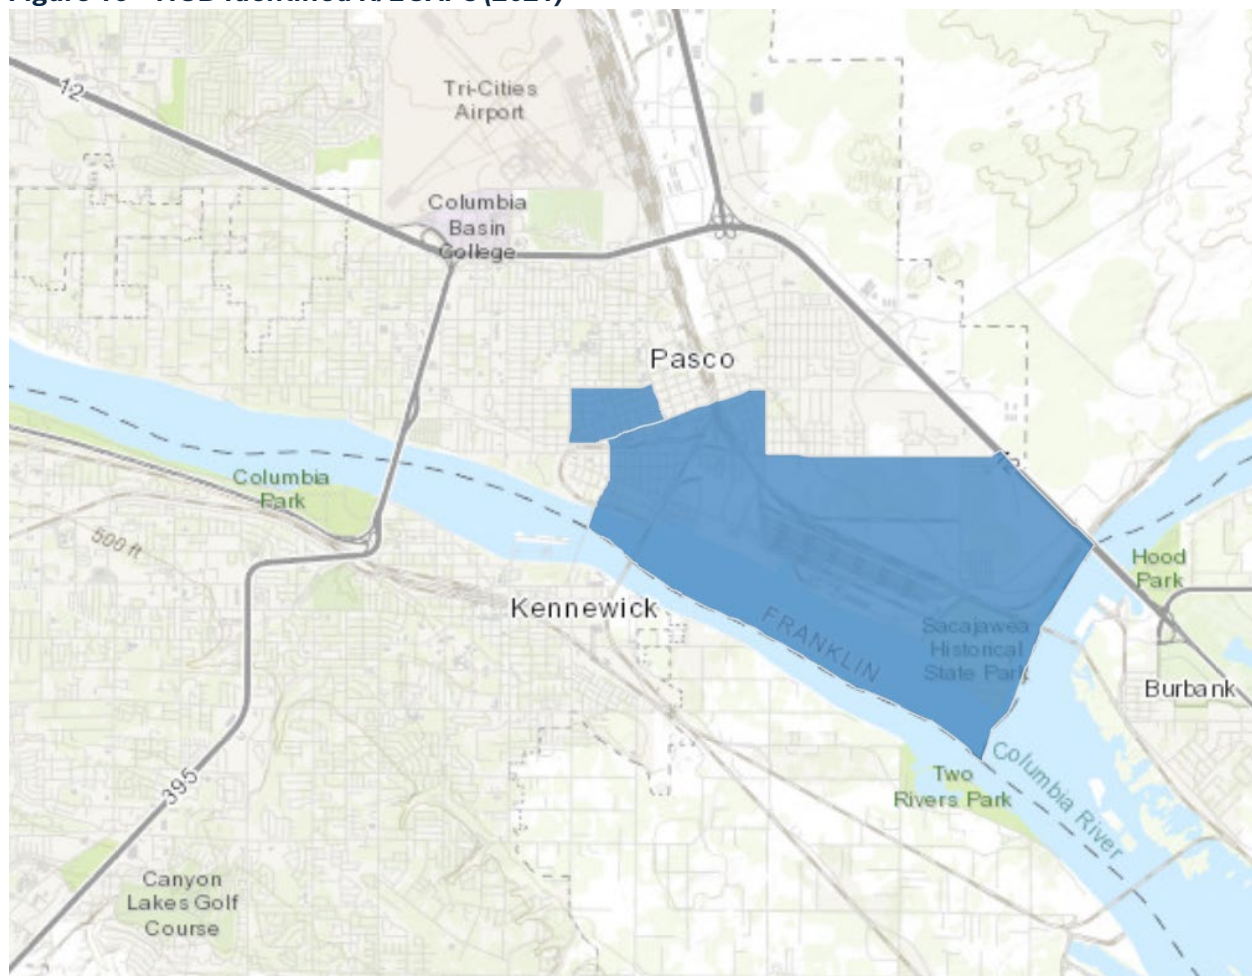 12
Tri-Cities
Airport
Columbia
Basin
College
Pasco
Columbia
Park
500 ft
Hood
Park
Kennewick
FRANKLIN
Sacajawea
Historical
State Park
Burbank
395
Two
Rivers Park
Columbia River
Canyon
Lakes Golf
Course